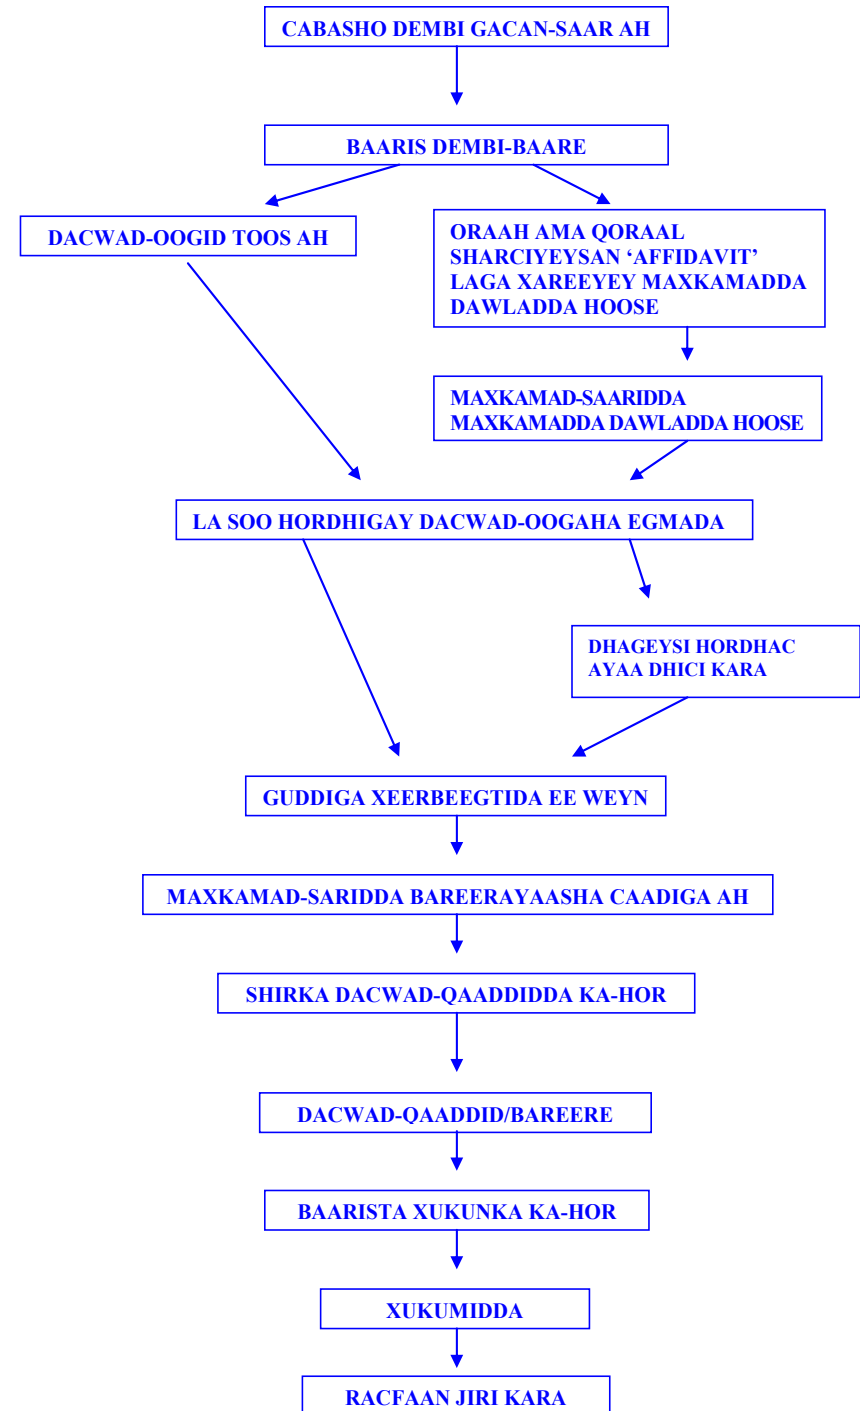 CABASHO DEMBI GACAN-SAAR AH
BAARIS DEMBI-BAARE
DACWAD-OOGID TOOS AH
ORAAH AMA QORAAL
SHARCIYEYSAN ‘AFFIDAVIT’
LAGA XAREEYEY MAXKAMADDA
DAWLADDA HOOSE
MAXKAMAD-SAARIDDA
MAXKAMADDA DAWLADDA HOOSE
LA SOO HORDHIGAY DACWAD-OOGAHA EGMADA
DHAGEYSI HORDHAC
AYAA DHICI KARA
GUDDIGA XEERBEEGTIDA EE WEYN
MAXKAMAD-SARIDDA BAREERAYAASHA CAADIGA AH
SHIRKA DACWAD-QAADDIDDA KA-HOR
DACWAD-QAADDID/BAREERE
BAARISTA XUKUNKA KA-HOR
XUKUMIDDA
RACFAAN JIRI KARA